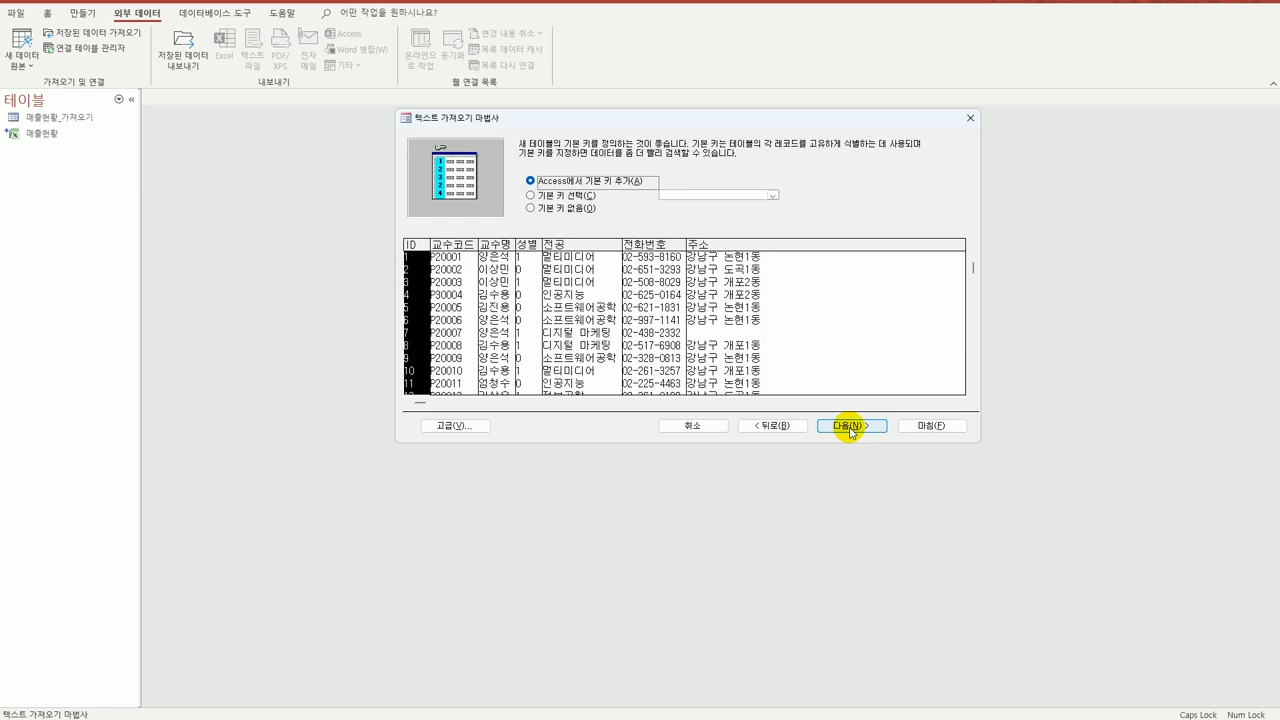 파일 홈 만들기 외부 데이터 데이터베이스 도구 도움말 어떤 작업을 원하시나요?
새 데이터 원본
저장된 데이터 가져오기
연결 테이블 관리자
가져오기 및 연결
저장된 데이터 내보내기
Excel
텍스트 파일
PDF/ XPS
전자 메일
Access
Word 병합(W)
기타
내보내기
온라인으로 작업
동기화
변경 내용 취소
목록 데이터 캐시
목록 다시 연결
웹 연결 목록
테이블
매출현황_가져오기
매출현황
텍스트 가져오기 마법사
새 테이블의 기본 키를 정의하는 것이 좋습니다. 기본 키는 테이블의 각 레코드를 고유하게 식별하는 데 사용되며
기본 키를 지정하면 데이터를 좀 더 빨리 검색할 수 있습니다.
Access에서 기본 키 추가(A)
기본 키 선택(C)
기본 키 없음(O)
ID 교수코드 교수명 성별 전공 전화번호 주소
1 P20001 양은석 1 멀티미디어 02-593-8160 강남구 논현1동
2 P20002 이상민 0 멀티미디어 02-651-3293 강남구 도곡1동
3 P20003 이상민 1 멀티미디어 02-508-8029 강남구 개포2동
4 P30004 김수용 0 인공지능 02-625-0164 강남구 개포2동
5 P20005 김진용 0 소프트웨어공학 02-621-1831 강남구 논현1동
6 P20006 양은석 0 소프트웨어공학 02-997-1141 강남구 논현1동
7 P20007 양은석 1 디지털 마케팅 02-438-2332
8 P20008 김수용 1 디지털 마케팅 02-517-6908 강남구 개포1동
9 P20009 양은석 0 소프트웨어공학 02-328-0613 강남구 논현1동
10 P20010 김수용 1 멀티미디어 02-261-3257 강남구 개포1동
11 P20011 엄청수 0 인공지능 02-225-4463 강남구 논현1동
고급(V)... 취소 < 뒤로(B) 다음(N) > 마침(F)
텍스트 가져오기 마법사 Caps Lock Num Lock